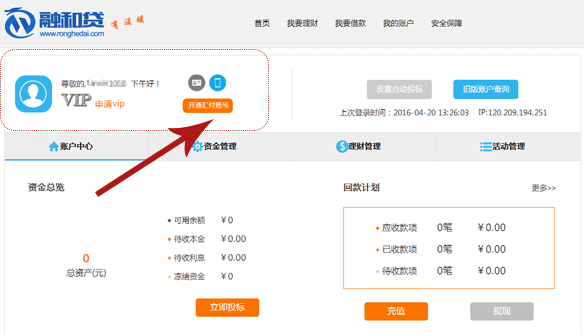 融和贷 有温暖
www.ronghedai.com
首页 我要理财 我要借款 我的账户 安全保障
尊敬的, 下午好！
VIP 申请vip
开通汇付账号
设置自动投标 旧版账户查询
上次登录时间：2016-04-20 13:26:03 IP:120.209.194.251
账户中心 资金管理 理财管理 活动管理
资金总览
可用余额 ￥0
待收本金 ￥0.00
待收利息 ￥0.00
冻结资金 ￥0
0
总资产(元)
立即投标
回款计划 更多>>
应收款项 0笔 ￥0.00
已收款项 0笔 ￥0.00
待收款项 0笔 ￥0.00
充值 提现